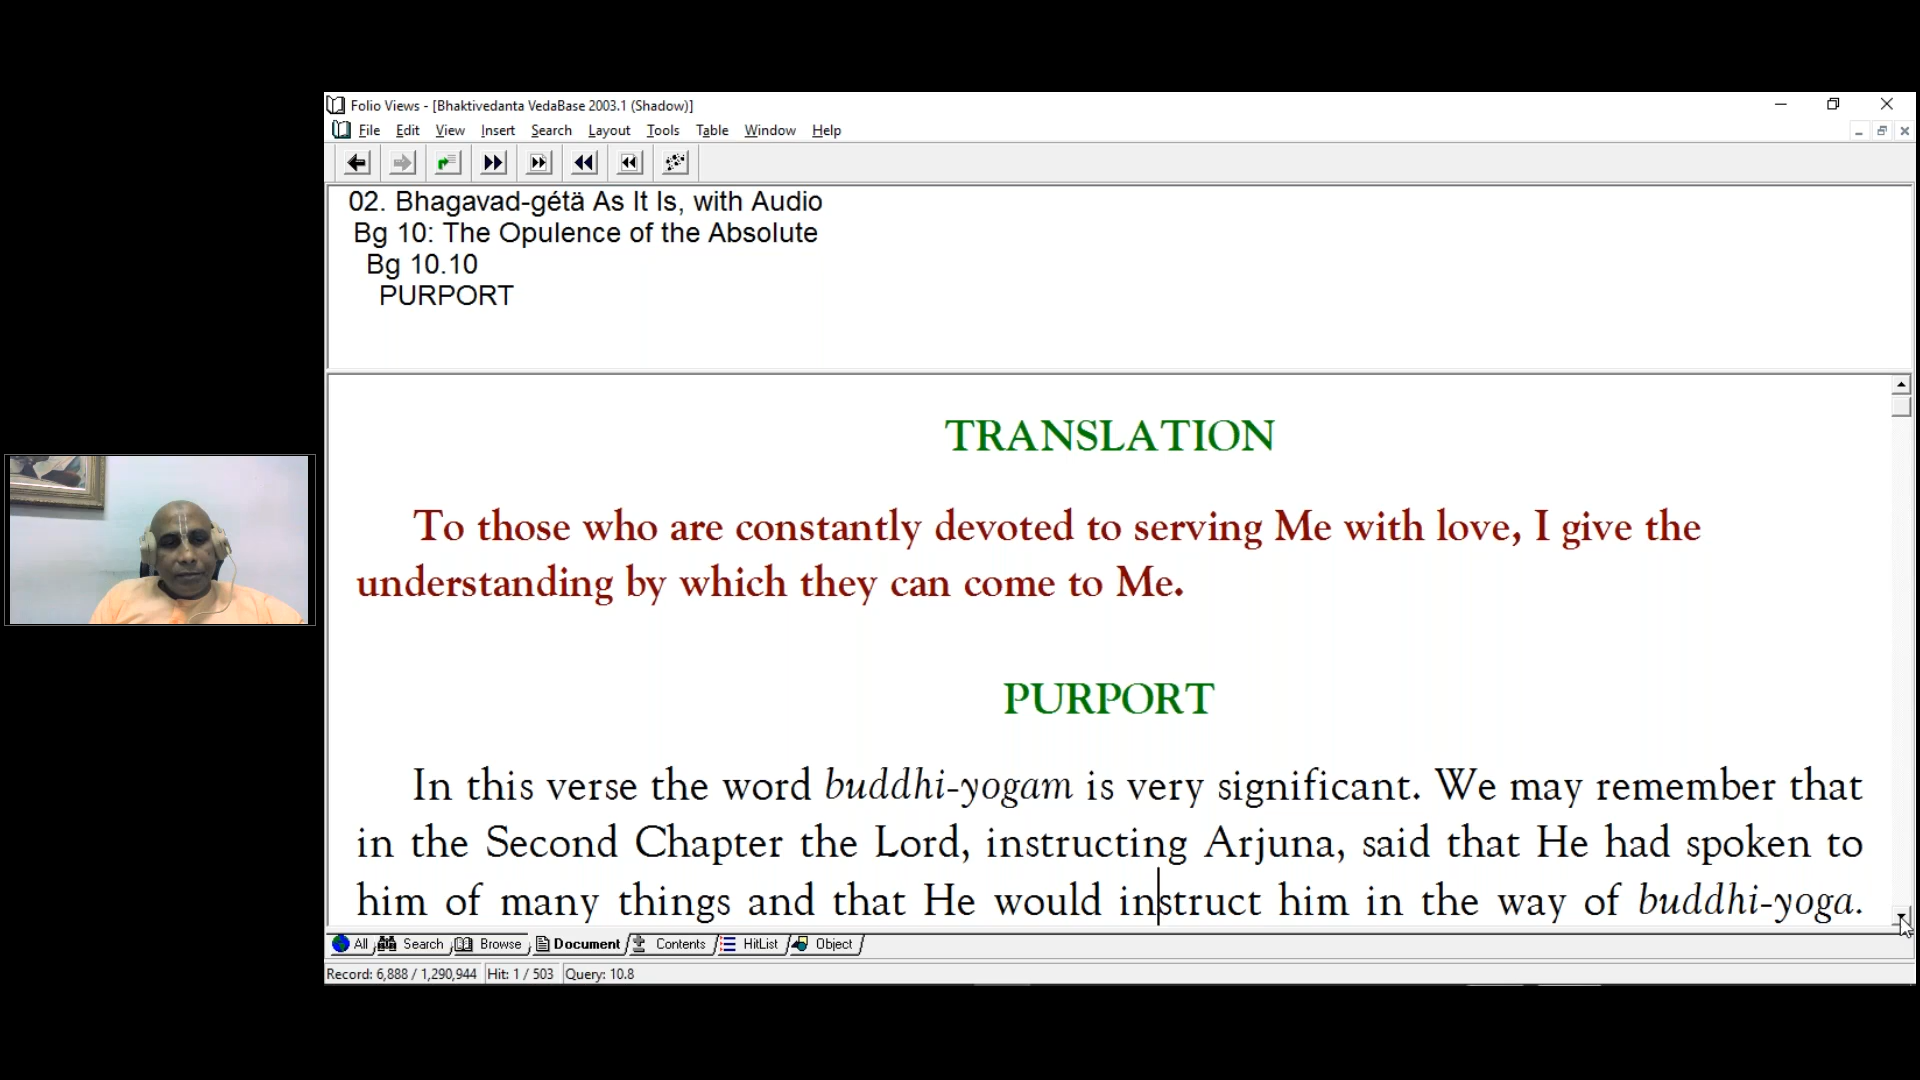 Folio Views - [Bhaktivedanta VedaBase 2003.1 (Shadow)]
File Edit View Insert Search Layout Tools Table Window Help
02. Bhagavad-gétä As It Is, with Audio
Bg 10: The Opulence of the Absolute
Bg 10.10
PURPORT
TRANSLATION
To those who are constantly devoted to serving Me with love, I give the
understanding by which they can come to Me.
PURPORT
In this verse the word buddhi-yogam is very significant. We may remember that
in the Second Chapter the Lord, instructing Arjuna, said that He had spoken to
him of many things and that He would instruct him in the way of buddhi-yoga.
All Search Browse Document Contents HitList Object
Record: 6,888 / 1,290,944 Hit: 1 / 503 Query: 10.8